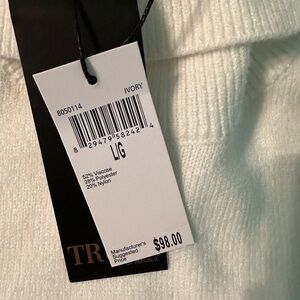 8050114
IVORY
8 29479 58242 4
L/G
52% Viscose
28% Polyester
20% Nylon
Manufacturer's
Suggested
Price
$98.00
TR